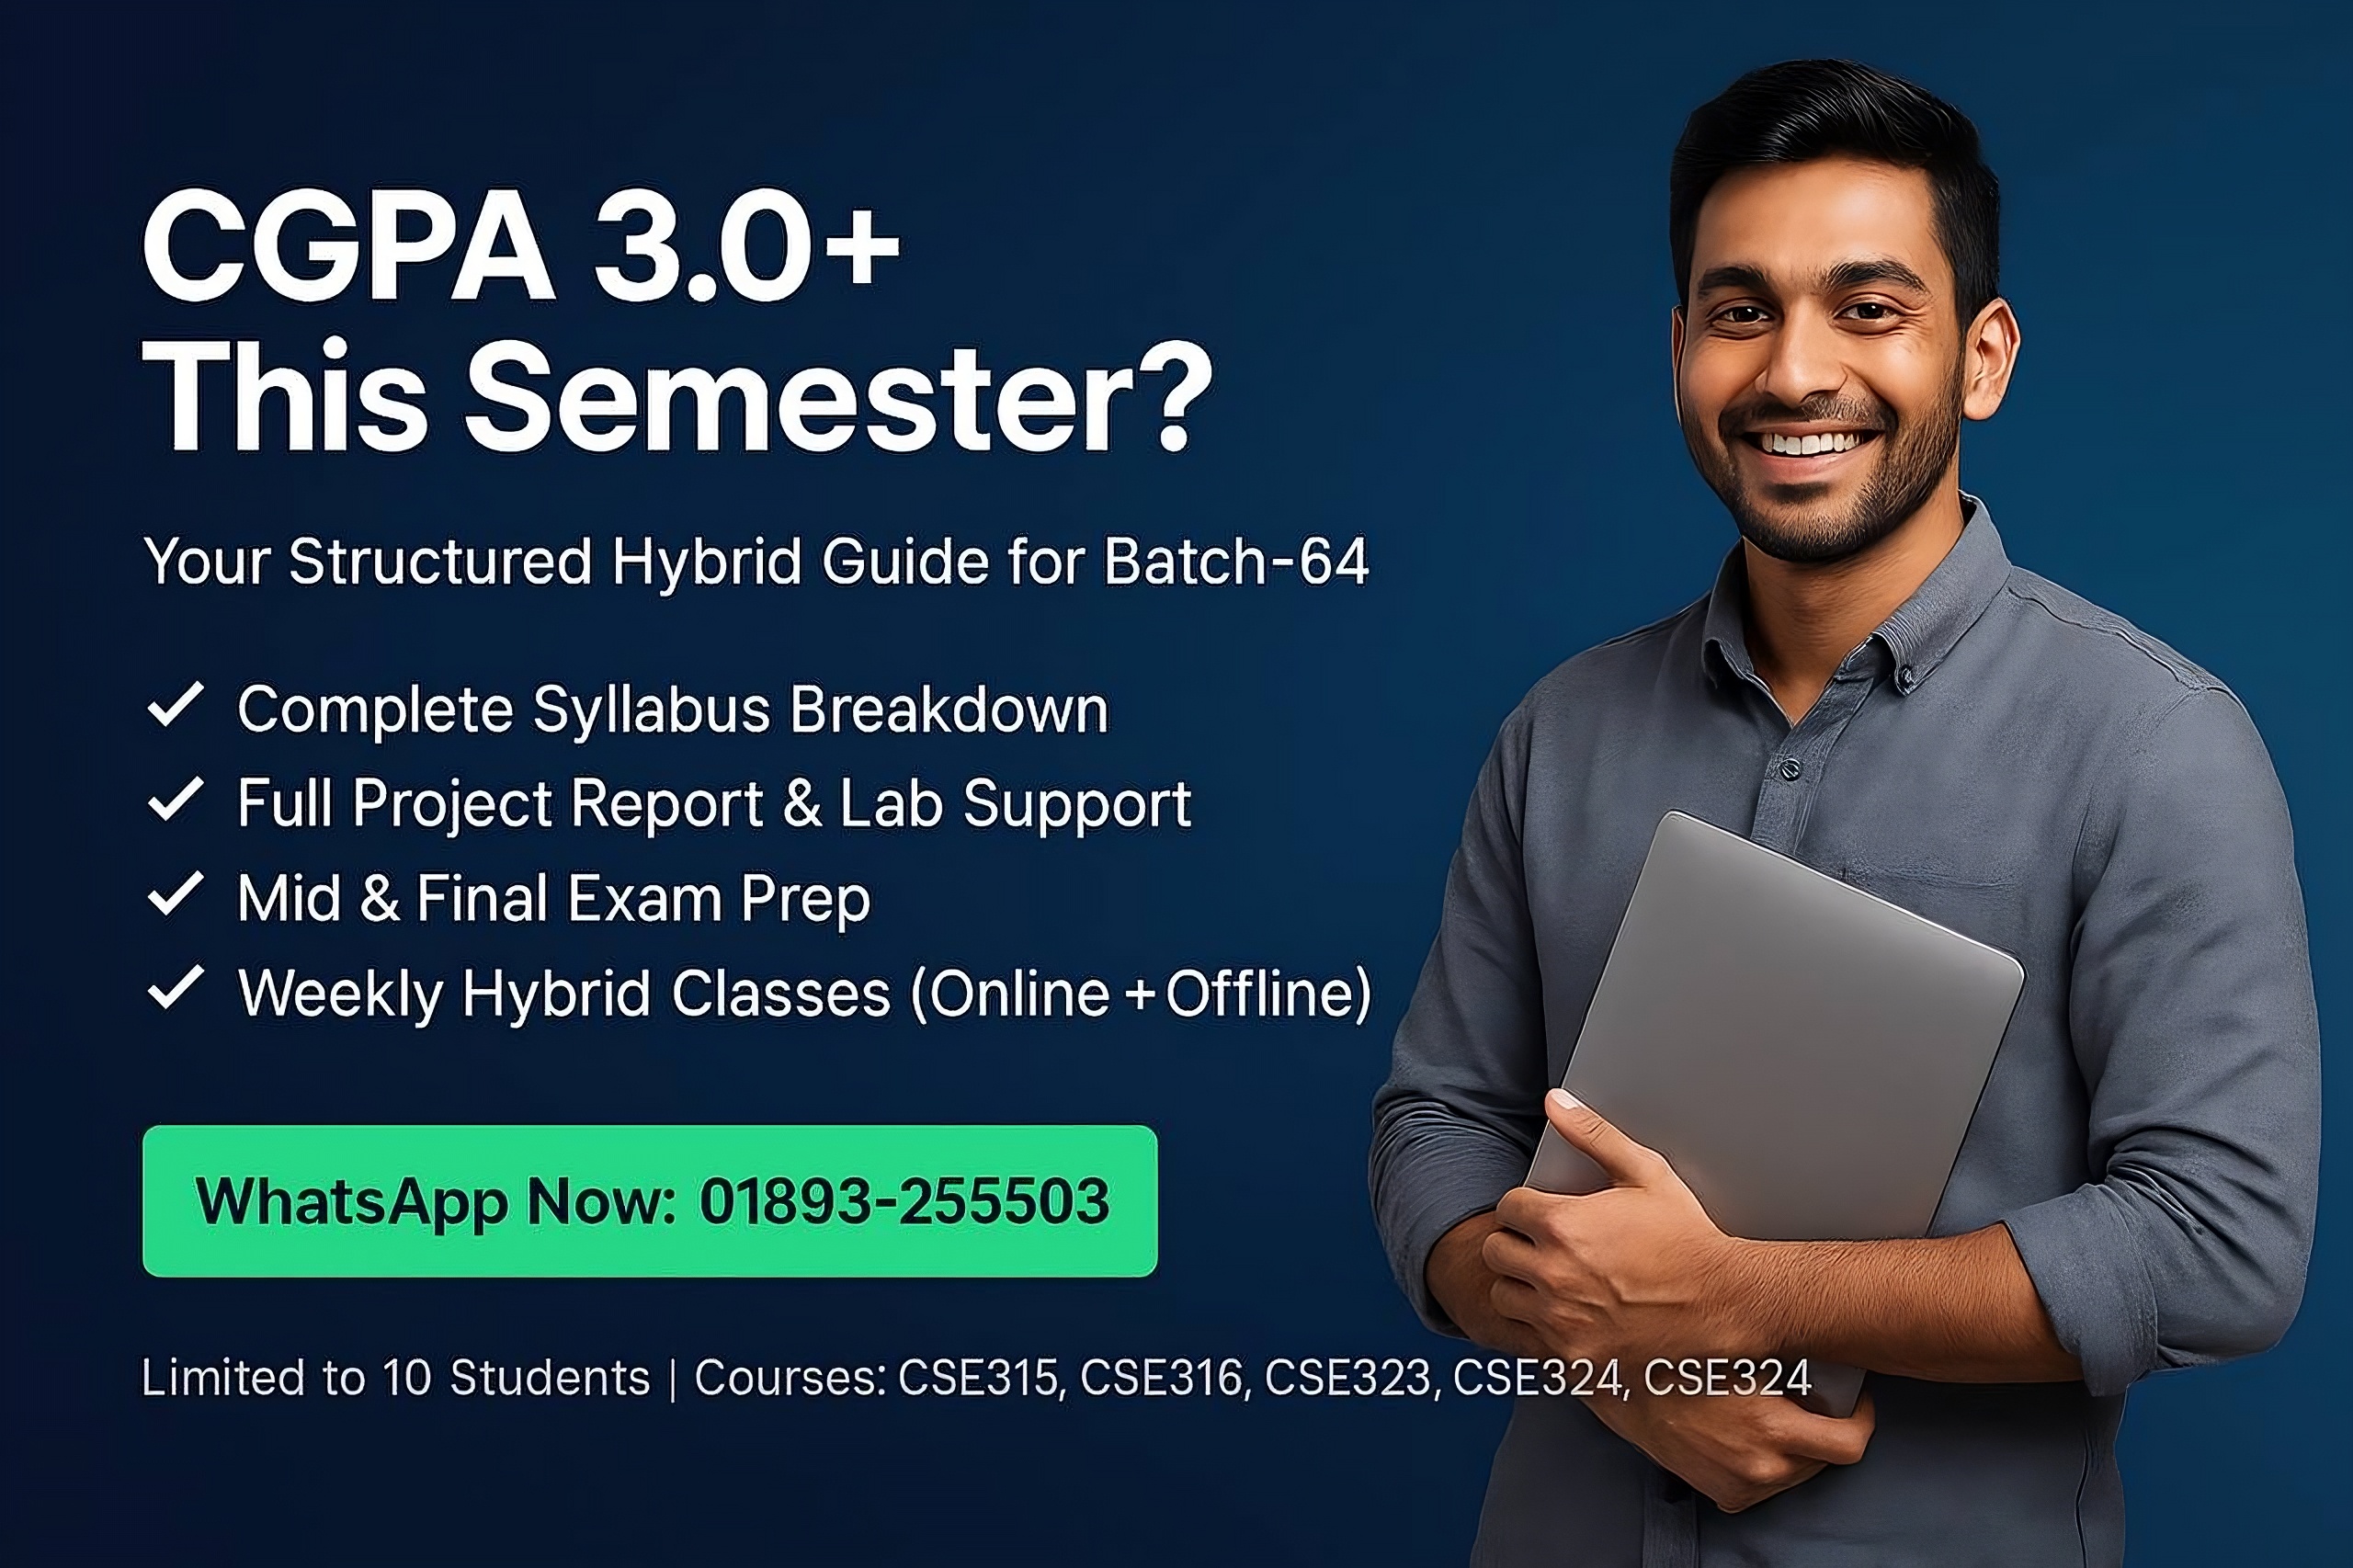 CGPA 3.0+
This Semester?
Your Structured Hybrid Guide for Batch-64
✓ Complete Syllabus Breakdown
✓ Full Project Report & Lab Support
✓ Mid & Final Exam Prep
✓ Weekly Hybrid Classes (Online + Offline)
WhatsApp Now: 01893-255503
Limited to 10 Students | Courses: CSE315, CSE316, CSE323, CSE324, CSE324